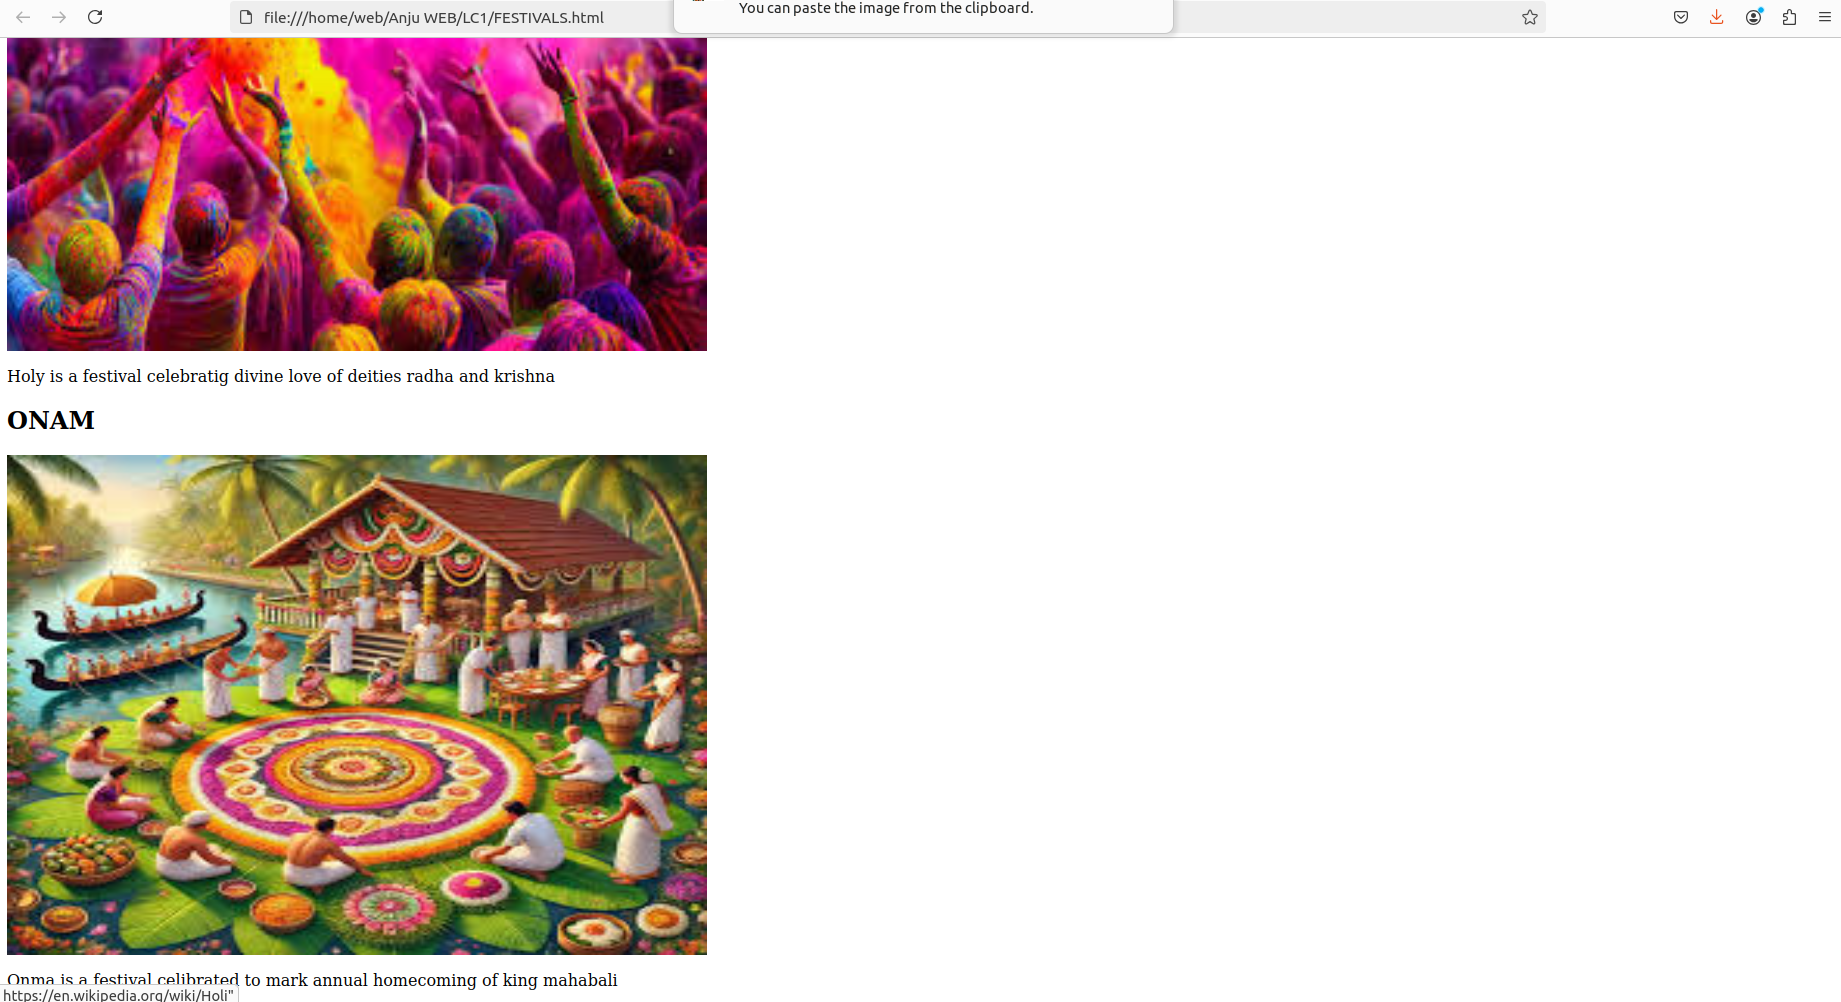 file:///home/web/Anju WEB/LC1/FESTIVALS.html
You can paste the image from the clipboard.
Holy is a festival celebratig divine love of deities radha and krishna
ONAM
Onma is a festival celibrated to mark annual homecoming of king mahabali
https://en.wikipedia.org/wiki/Holi"